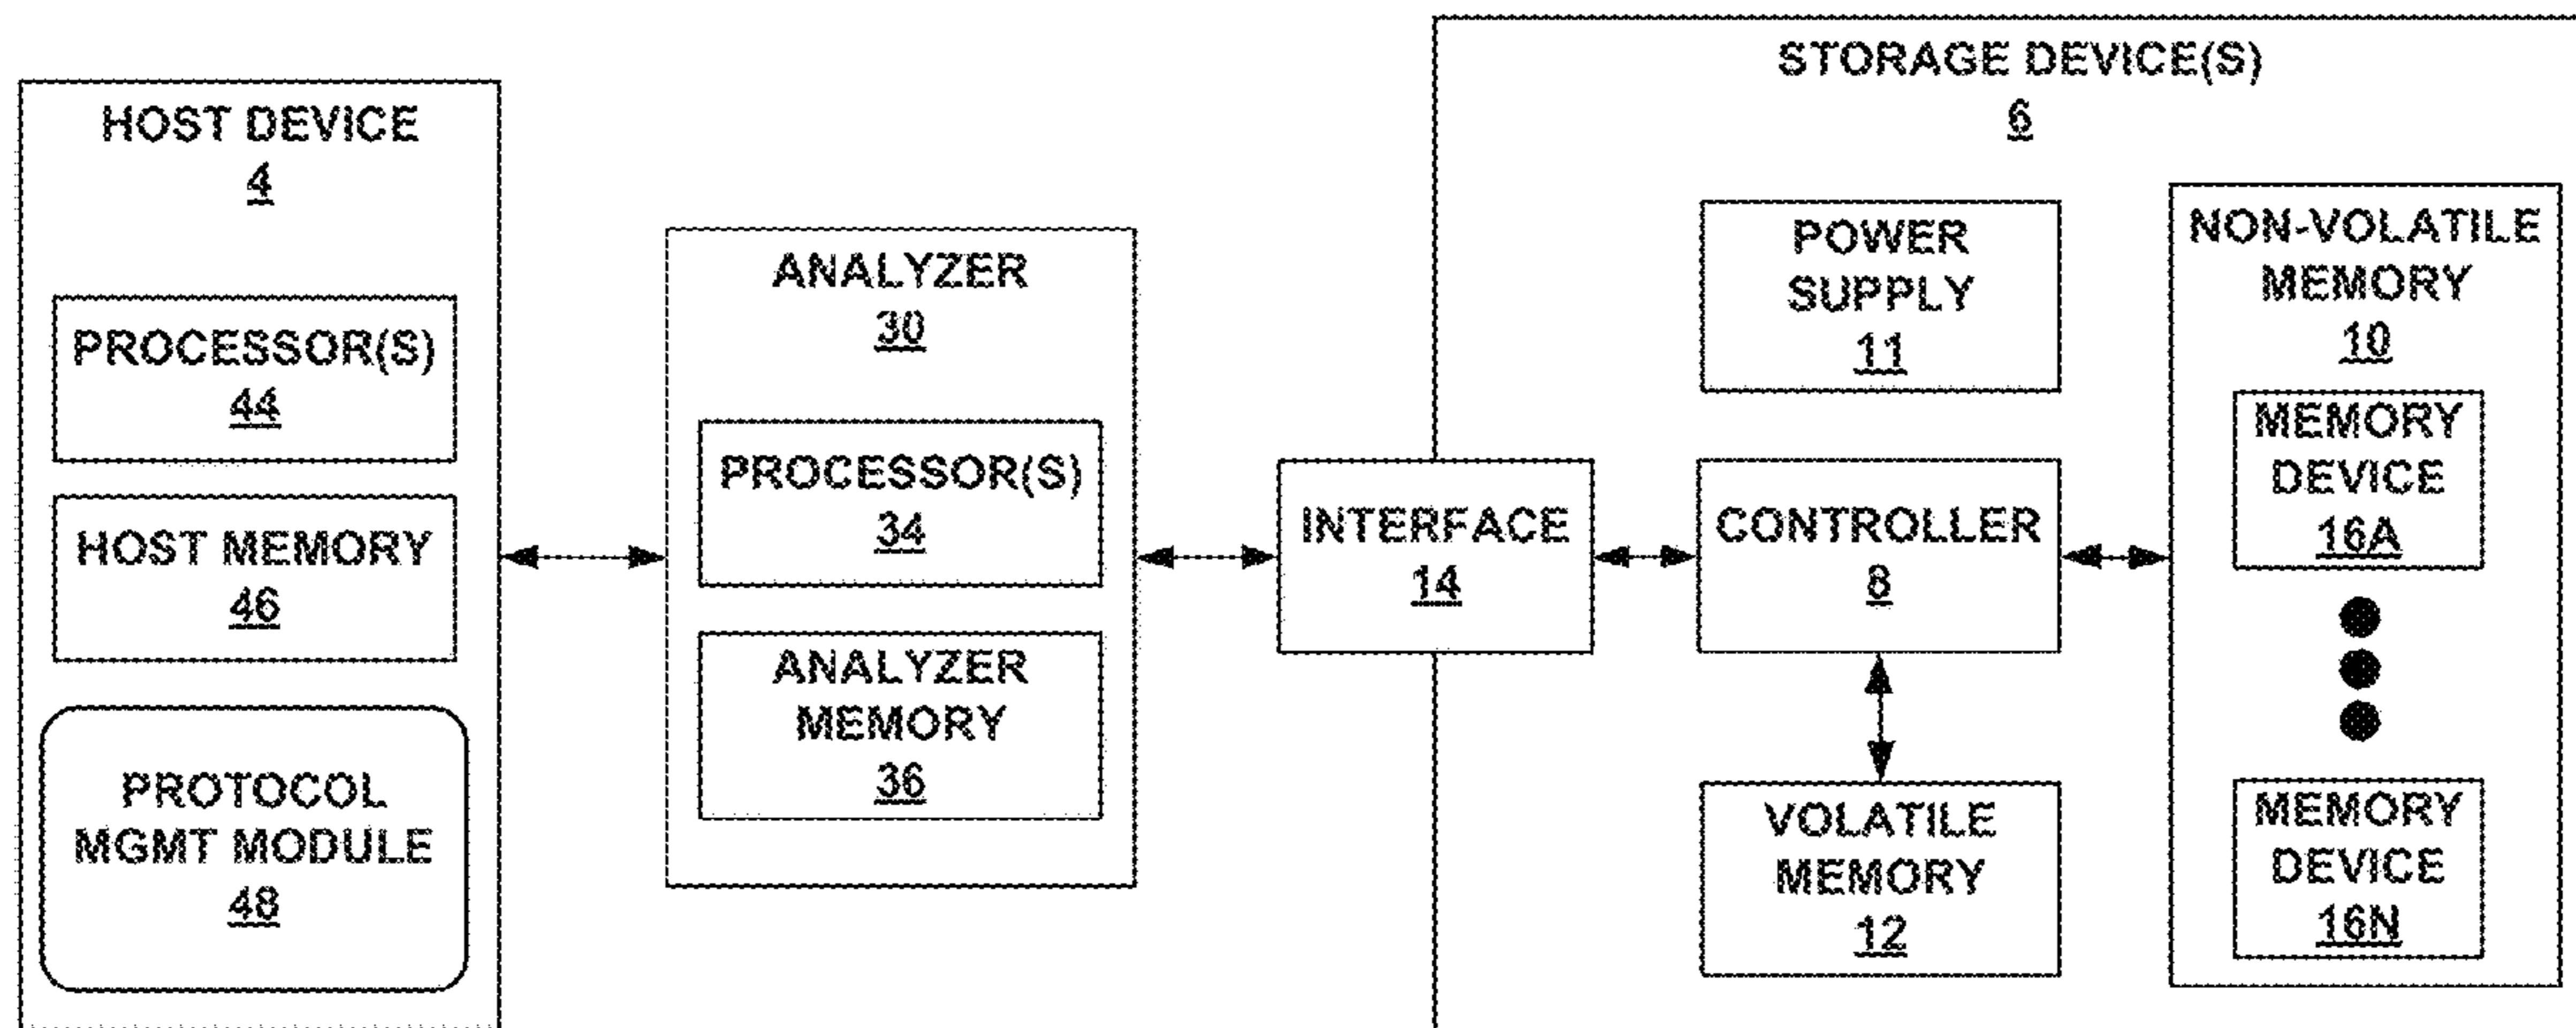 HOST DEVICE
4
PROCESSOR(S)
44
HOST MEMORY
46
PROTOCOL
MGMT MODULE
48
ANALYZER
30
PROCESSOR(S)
34
ANALYZER
MEMORY
36
STORAGE DEVICE(S)
6
INTERFACE
14
POWER
SUPPLY
11
CONTROLLER
8
VOLATILE
MEMORY
12
NON-VOLATILE
MEMORY
10
MEMORY
DEVICE
16A
MEMORY
DEVICE
16N